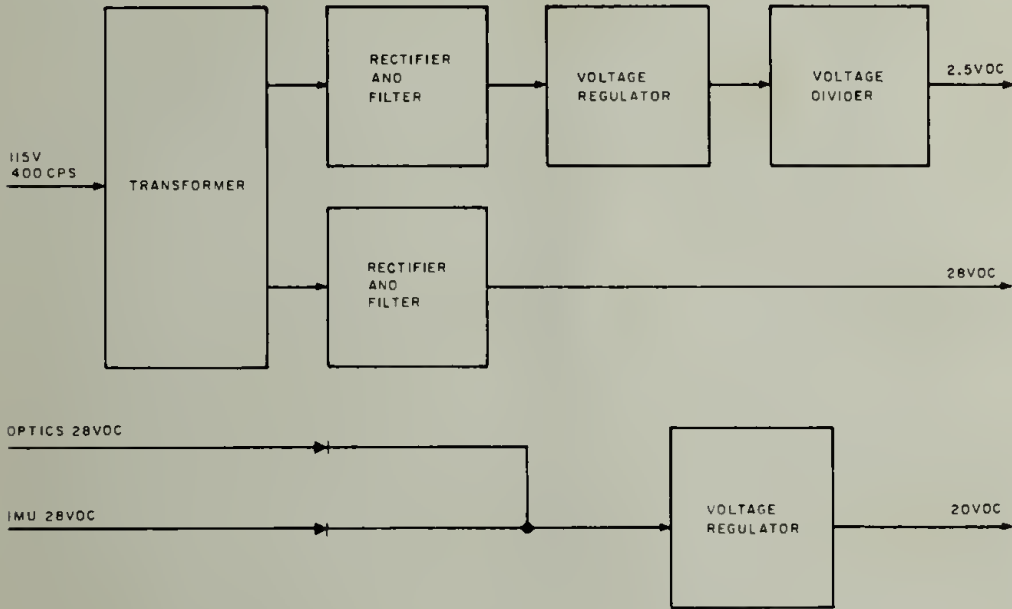 RECTIFIER
AND
FILTER
VOLTAGE
REGULATOR
VOLTAGE
DIVIDER
2.5VDC
115V
400 CPS
TRANSFORMER
RECTIFIER
AND
FILTER
28VDC
OPTICS 28VDC
IMU 28VDC
VOLTAGE
REGULATOR
20VDC